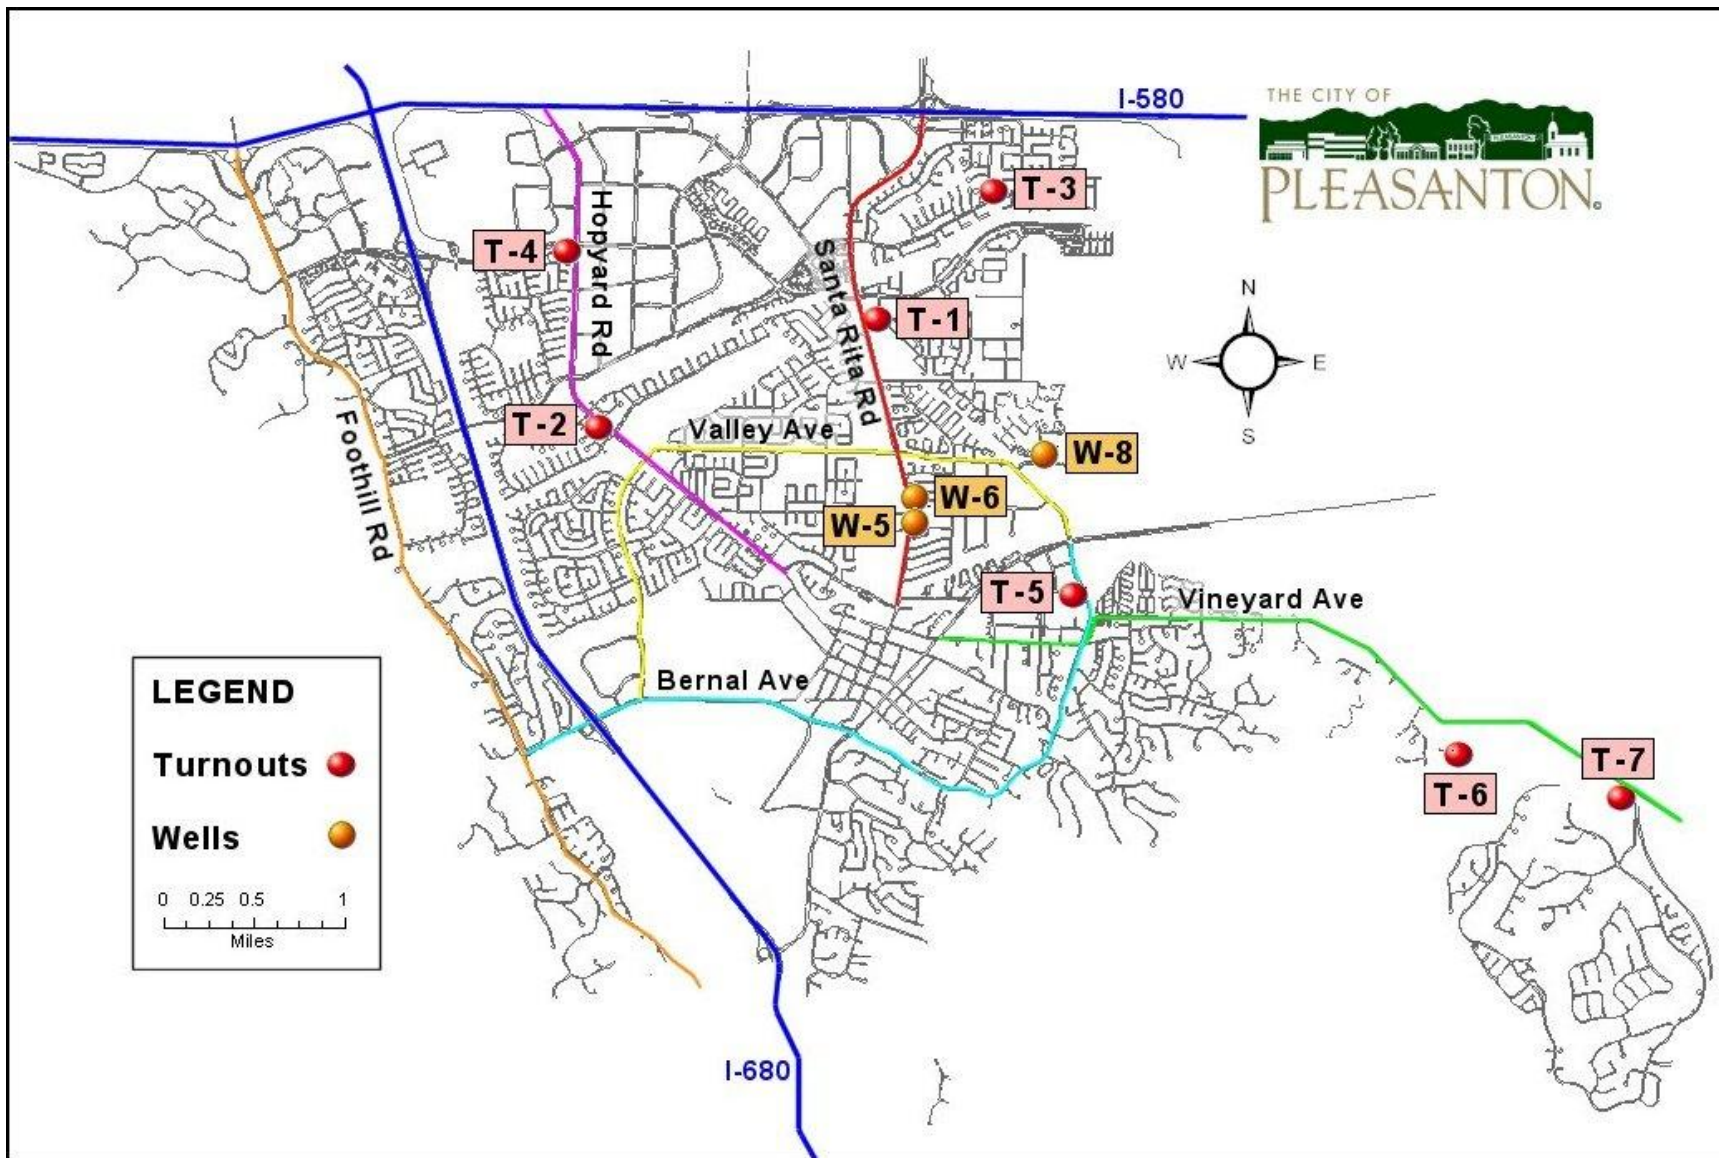 I-580
THE CITY OF
PLEASANTON
PLEASANTON.
T-3
Hopyard Rd
T-4
Santa Rita Rd
T-1
N
W
E
S
Foothill Rd
T-2
Valley Ave
W-8
W-6
W-5
T-5
Vineyard Ave
Bernal Ave
T-7
T-6
LEGEND
Turnouts
Wells
0 0.25 0.5 1
Miles
I-680